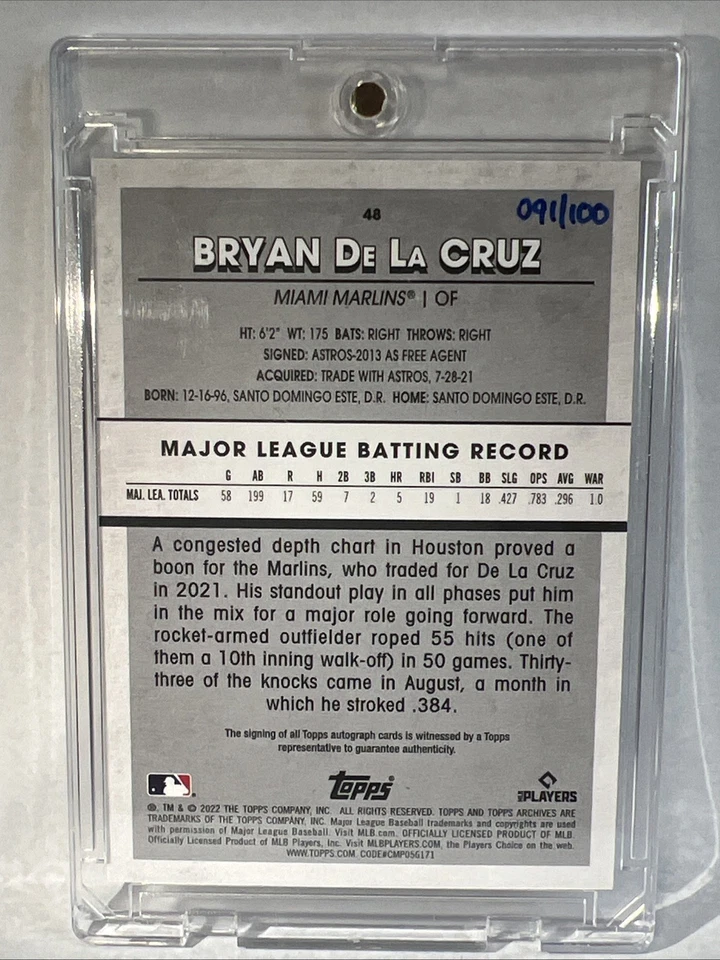 48
091/100
BRYAN DE LA CRUZ
MIAMI MARLINS® | OF
HT: 6'2" WT: 175 BATS: RIGHT THROWS: RIGHT
SIGNED: ASTROS-2013 AS FREE AGENT
ACQUIRED: TRADE WITH ASTROS, 7-28-21
BORN: 12-16-96, SANTO DOMINGO ESTE, D.R. HOME: SANTO DOMINGO ESTE, D.R.
MAJOR LEAGUE BATTING RECORD
G AB R H 2B 3B HR RBI SB BB SLG OPS AVG WAR
MAJ. LEA. TOTALS 58 199 17 59 7 2 5 19 1 18 .427 .783 .296 1.0
A congested depth chart in Houston proved a
boon for the Marlins, who traded for De La Cruz
in 2021. His standout play in all phases put him
in the mix for a major role going forward. The
rocket-armed outfielder roped 55 hits (one of
them a 10th inning walk-off) in 50 games. Thirty-
three of the knocks came in August, a month in
which he stroked .384.
The signing of all Topps autograph cards is witnessed by a Topps
representative to guarantee authenticity.
Topps®
MLB PLAYERS
®, TM & © 2022 THE TOPPS COMPANY, INC. ALL RIGHTS RESERVED. TOPPS AND TOPPS ARCHIVES ARE
TRADEMARKS OF THE TOPPS COMPANY, INC. Major League Baseball trademarks and copyrights are used
with permission of Major League Baseball. Visit MLB.com. OFFICIALLY LICENSED PRODUCT OF MLB
Officially Licensed Product of MLB Players, Inc. Visit MLBPLAYERS.COM, the Players Choice on the web.
WWW.TOPPS.COM CODE#CMP056171